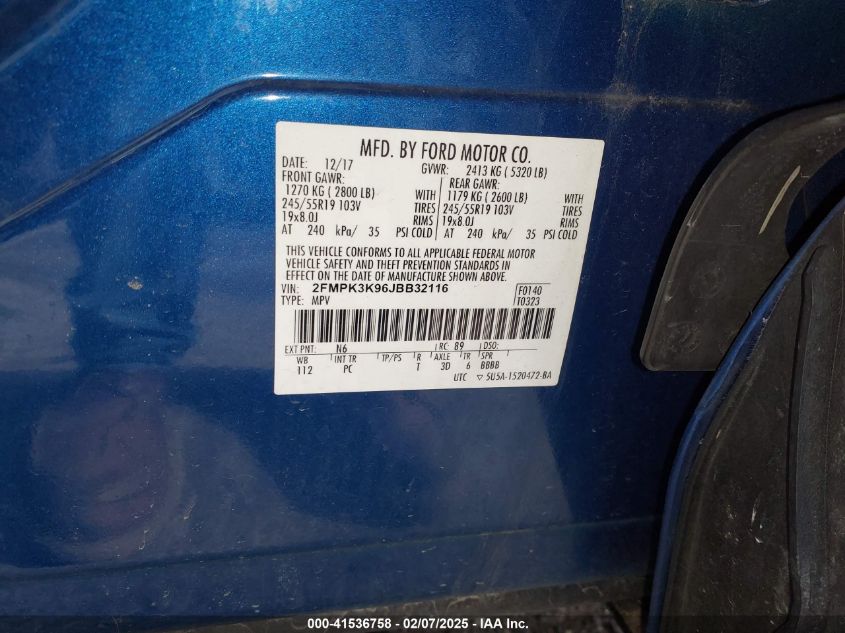 MFD. BY FORD MOTOR CO.
DATE: 12/17 GVWR: 2413 KG ( 5320 LB)
FRONT GAWR: REAR GAWR:
1270 KG ( 2800 LB) WITH 1179 KG ( 2600 LB) WITH
245/55R19 103V TIRES 245/55R19 103V TIRES
19x8.0J RIMS 19x8.0J RIMS
AT 240 kPa/ 35 PSI COLD AT 240 kPa/ 35 PSI COLD
THIS VEHICLE CONFORMS TO ALL APPLICABLE FEDERAL MOTOR
VEHICLE SAFETY AND THEFT PREVENTION STANDARDS IN
EFFECT ON THE DATE OF MANUFACTURE SHOWN ABOVE.
VIN: 2FMPK3K96JBB32116 F0140
TYPE: MPV T0323
EXT PNT: N6 RC: 89 DSO:
WB INT TR TP/PS R AXLE TR SPR
112 PC T 3D 6 BBBB
UTC ▽ 5U5A-1520472-BA
000-41536758 - 02/07/2025 - IAA Inc.